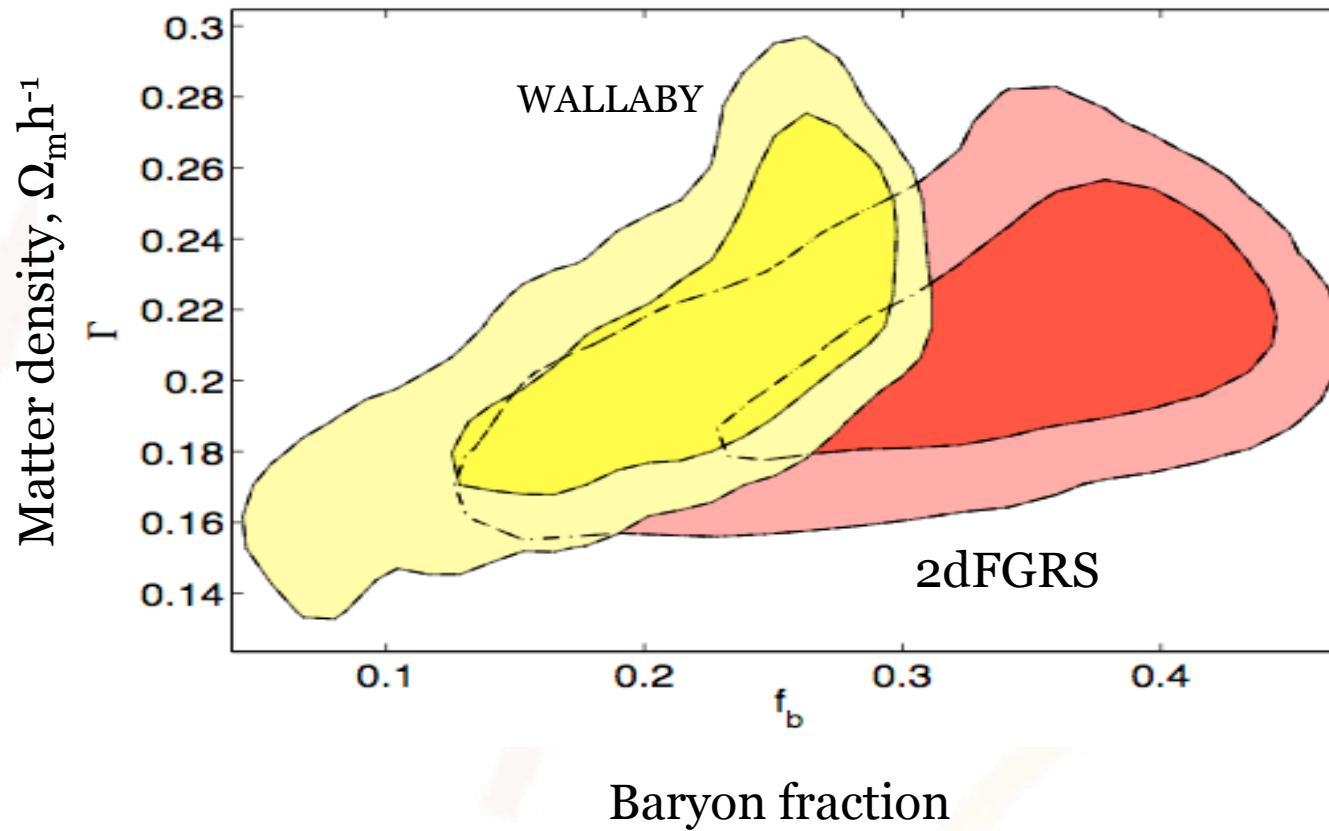 Matter density, Ωₘh⁻¹
Γ
0.3
0.28
0.26
0.24
0.22
0.2
0.18
0.16
0.14
WALLABY
2dFGRS
0.1 0.2 0.3 0.4
f_b
Baryon fraction